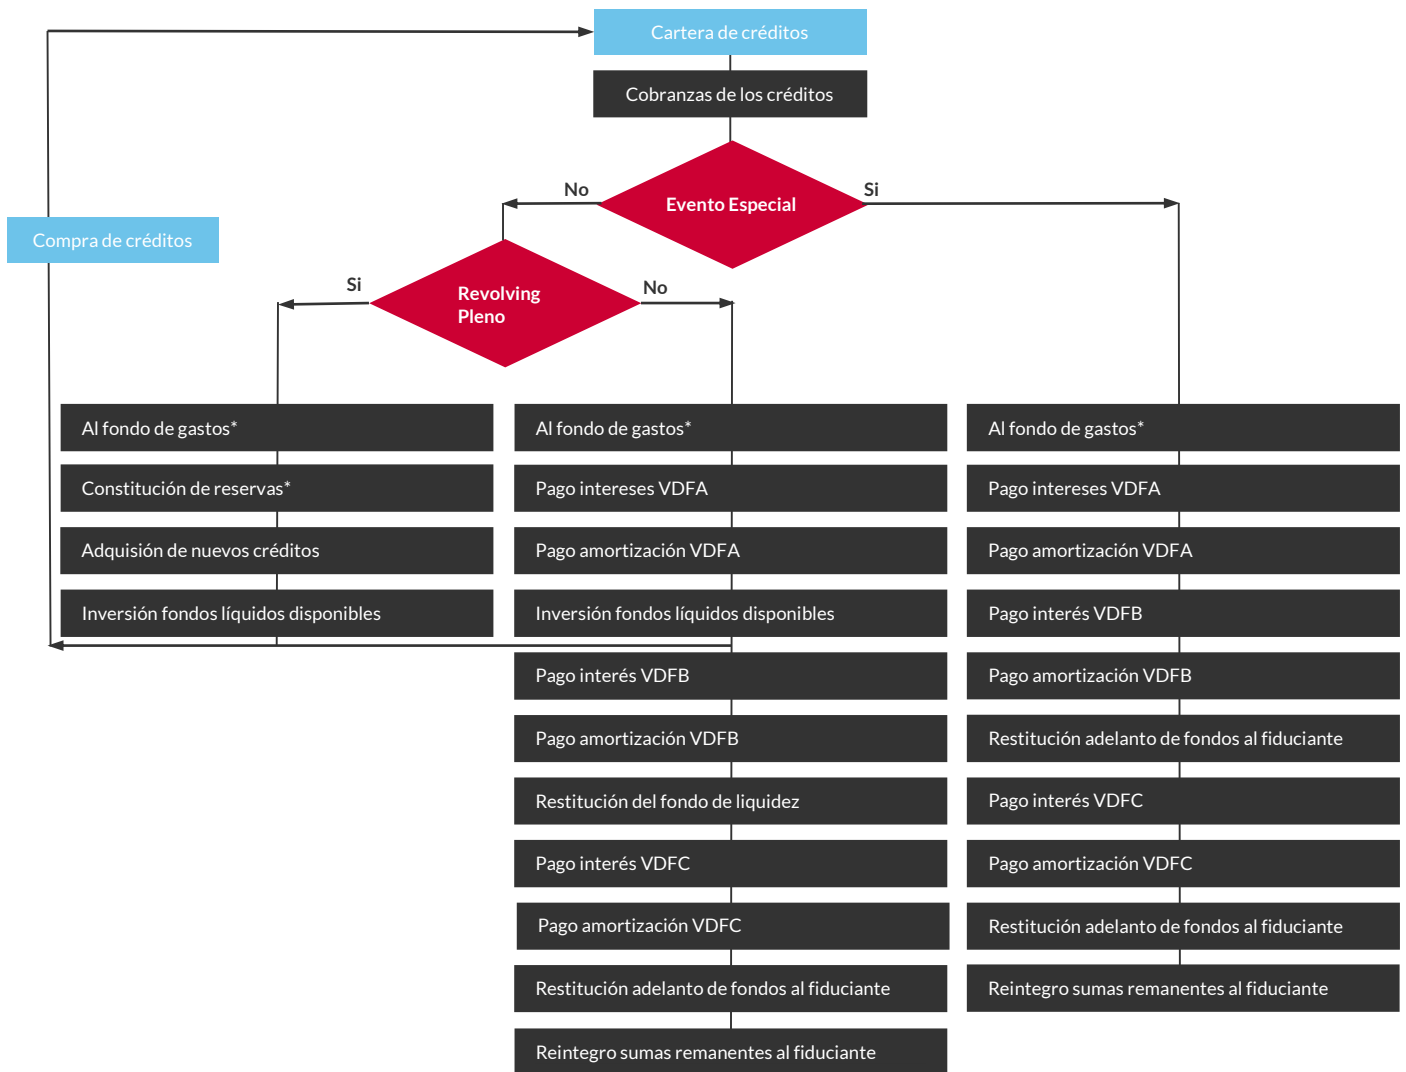 Cartera de créditos
Cobranzas de los créditos
No
Evento Especial
Si
Compra de créditos
Si
Revolving
Pleno
No
Al fondo de gastos*
Constitución de reservas*
Adquisión de nuevos créditos
Inversión fondos líquidos disponibles
Al fondo de gastos*
Pago intereses VDFA
Pago amortización VDFA
Inversión fondos líquidos disponibles
Pago interés VDFB
Pago amortización VDFB
Restitución del fondo de liquidez
Pago interés VDFC
Pago amortización VDFC
Restitución adelanto de fondos al fiduciante
Reintegro sumas remanentes al fiduciante
Al fondo de gastos*
Pago intereses VDFA
Pago amortización VDFA
Pago interés VDFB
Pago amortización VDFB
Restitución adelanto de fondos al fiduciante
Pago interés VDFC
Pago amortización VDFC
Restitución adelanto de fondos al fiduciante
Reintegro sumas remanentes al fiduciante